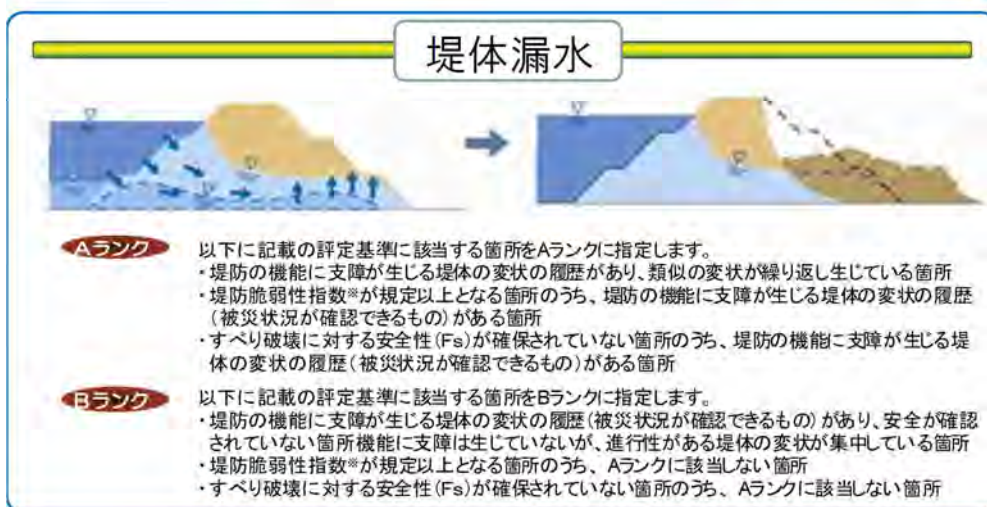 堤体漏水
Aランク
以下に記載の評定基準に該当する箇所をAランクに指定します。
・堤防の機能に支障が生じる堤体の変状の履歴があり、類似の変状が繰り返し生じている箇所
・堤防脆弱性指数※が規定以上となる箇所のうち、堤防の機能に支障が生じる堤体の変状の履歴
（被災状況が確認できるもの）がある箇所
・すべり破壊に対する安全性（Fs）が確保されていない箇所のうち、堤防の機能に支障が生じる堤
体の変状の履歴（被災状況が確認できるもの）がある箇所
Bランク
以下に記載の評定基準に該当する箇所をBランクに指定します。
・堤防の機能に支障が生じる堤体の変状の履歴（被災状況が確認できるもの）があり、安全が確認
されていない箇所機能に支障は生じていないが、進行性がある堤体の変状が集中している箇所
・堤防脆弱性指数※が規定以上となる箇所のうち、Aランクに該当しない箇所
・すべり破壊に対する安全性（Fs）が確保されていない箇所のうち、Aランクに該当しない箇所